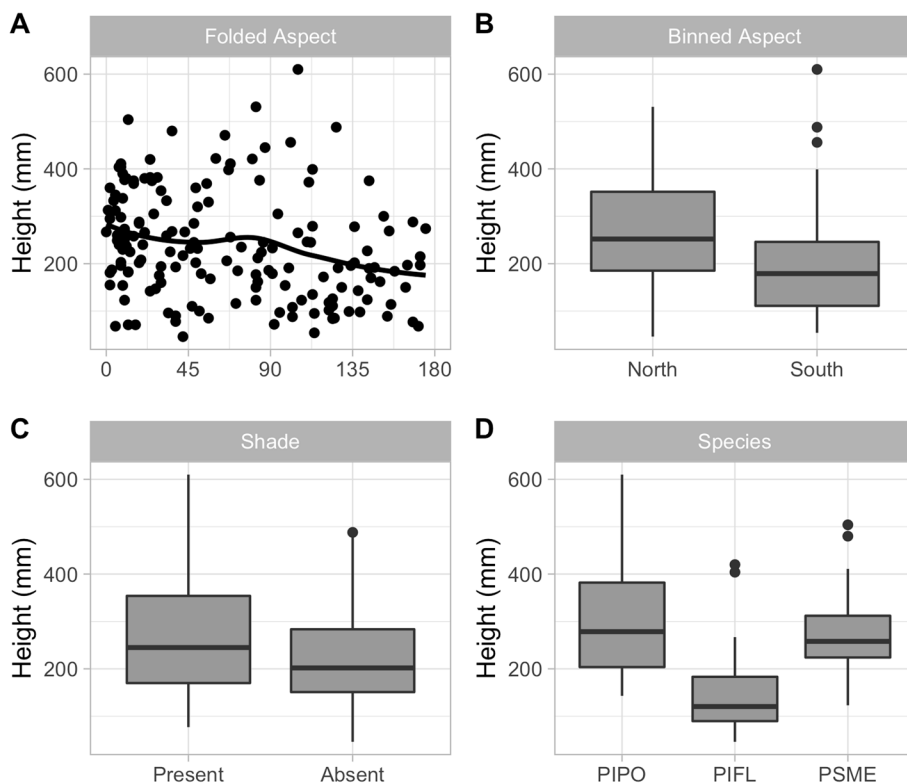 A
Folded Aspect
Height (mm)
600
400
200
0 45 90 135 180
B
Binned Aspect
Height (mm)
600
400
200
North South
C
Shade
Height (mm)
600
400
200
Present Absent
D
Species
Height (mm)
600
400
200
PIPO PIFL PSME